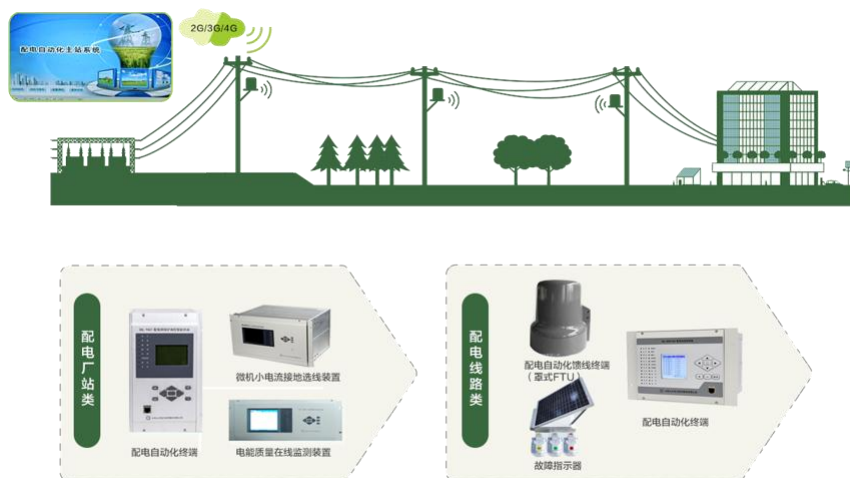 2G/3G/4G
配电自动化主站系统
配电厂站类
微机小电流接地选线装置
配电自动化终端
电能质量在线监测装置
配电线路类
配电自动化馈线终端
(罩式FTU)
配电自动化终端
故障指示器